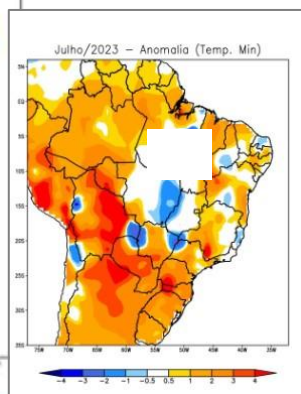 Julho/2023 – Anomalia (Temp. Min)
5N
EQ
5S
10S
15S
20S
25S
30S
35S
75W 70W 65W 60W 55W 50W 45W 40W 35W
-4 -3 -2 -1 -0.5 0.5 1 2 3 4